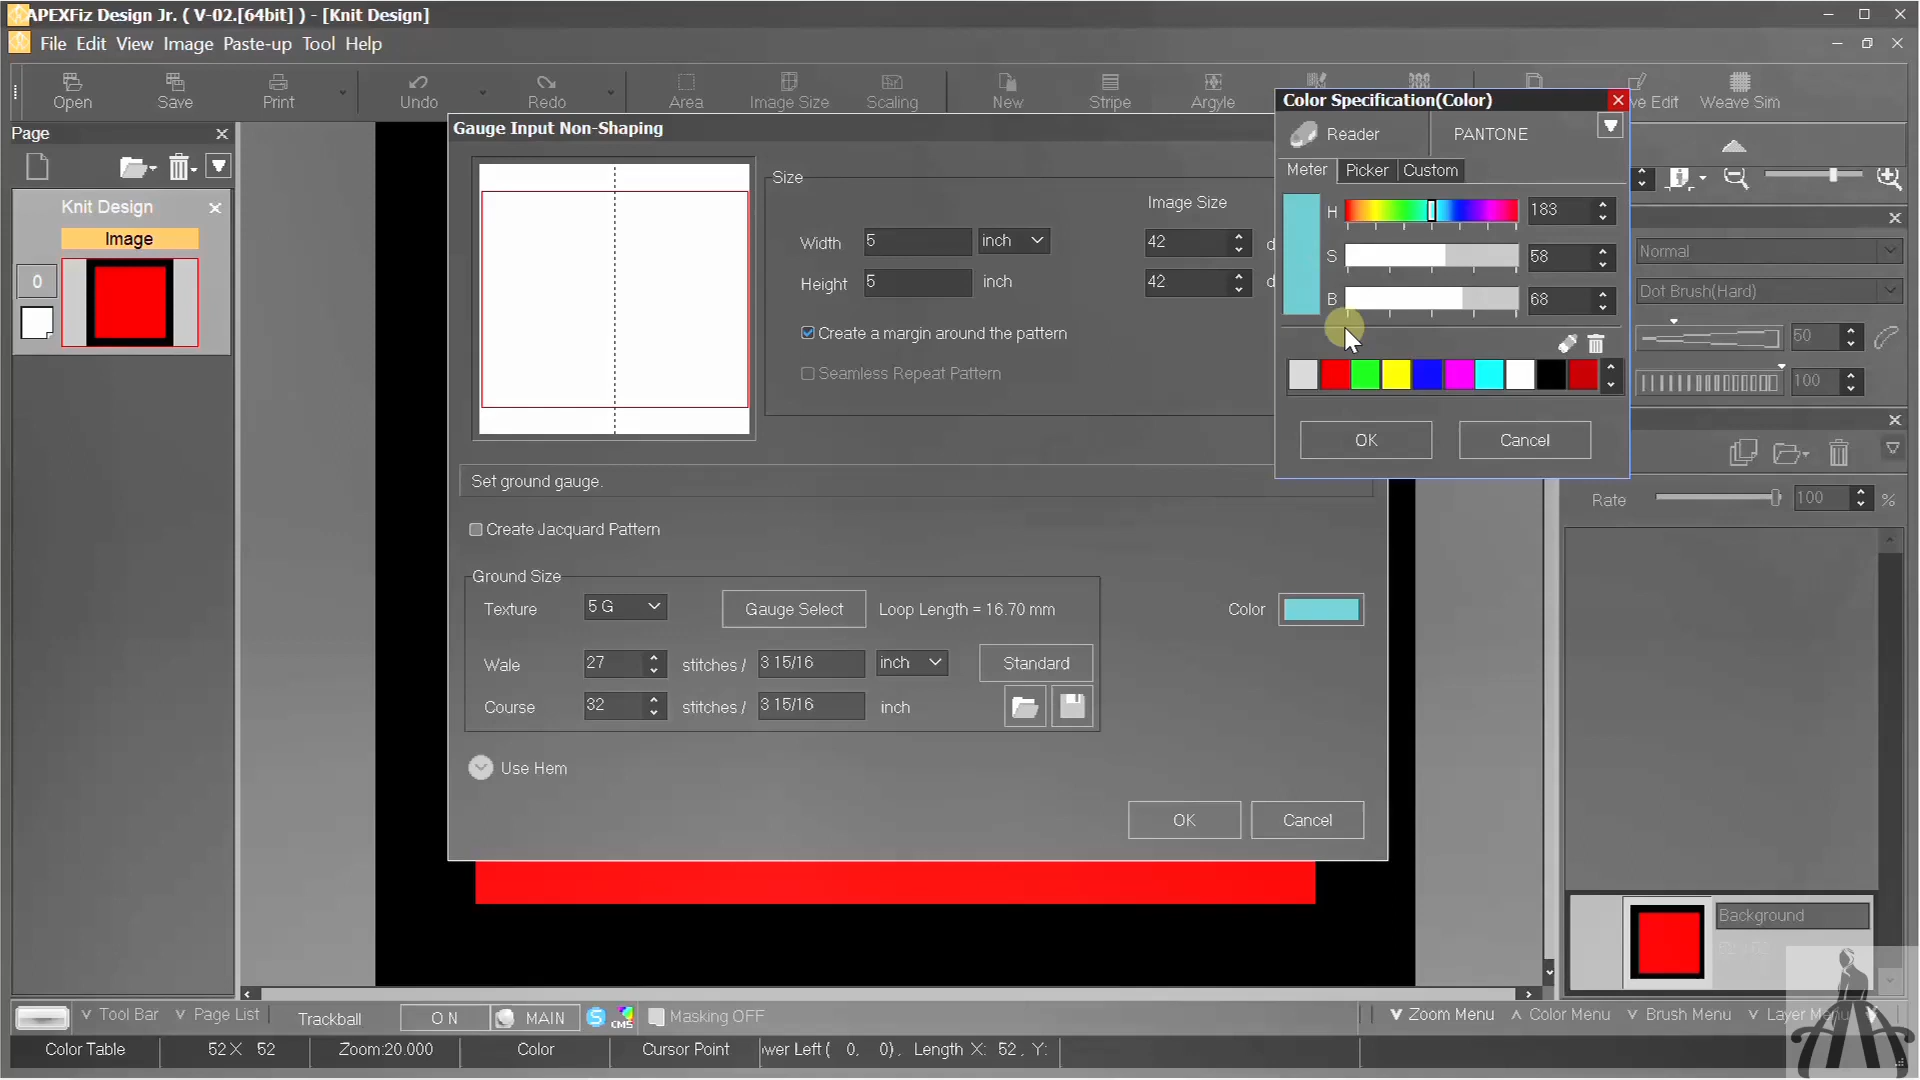 APEXFiz Design Jr. ( V-02.[64bit] ) - [Knit Design]
File Edit View Image Paste-up Tool Help
Open Save Print Undo Redo Area Image Size Scaling New Stripe Argyle Edit Weave Sim
Page
Knit Design
Image
0
Gauge Input Non-Shaping
Size
Image Size
Width 5 inch 42
Height 5 inch 42
Create a margin around the pattern
Seamless Repeat Pattern
Set ground gauge.
Create Jacquard Pattern
Ground Size
Texture 5 G Gauge Select Loop Length = 16.70 mm Color
Wale 27 stitches / 3 15/16 inch Standard
Course 32 stitches / 3 15/16 inch
Use Hem
OK Cancel
Color Specification(Color)
Reader PANTONE
Meter Picker Custom
H 183
S 58
B 68
OK Cancel
Normal
Dot Brush(Hard)
50
100
Rate 100 %
Background
Tool Bar Page List Trackball ON MAIN CMS Masking OFF Zoom Menu Color Menu Brush Menu
Color Table 52 X 52 Zoom:20.000 Color Cursor Point Left ( 0, 0), Length X: 52, Y: